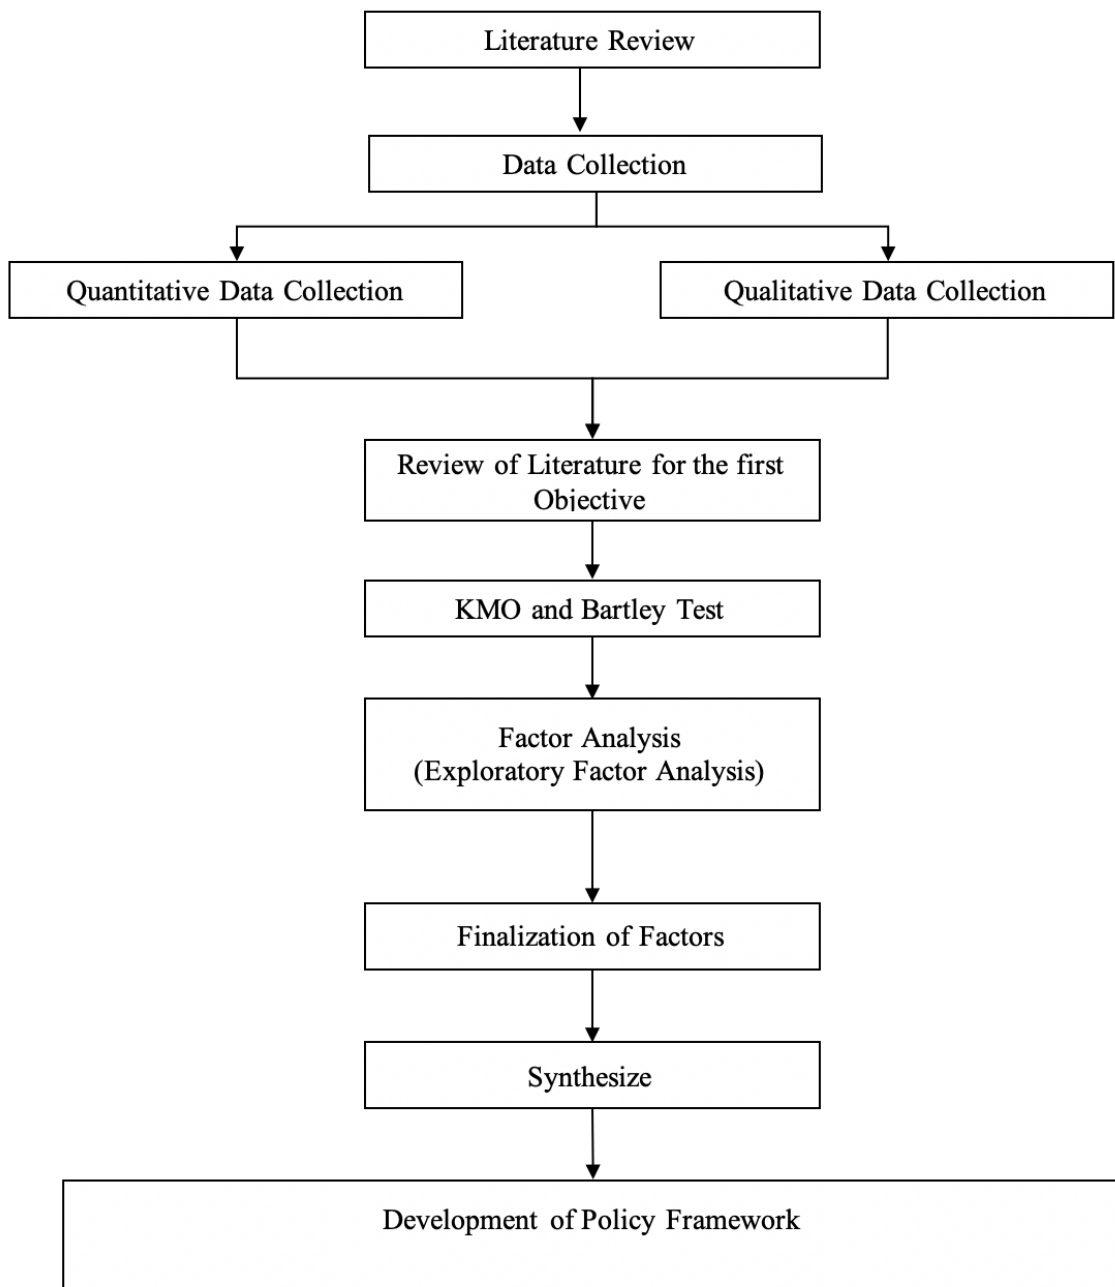 Literature Review
Data Collection
Quantitative Data Collection
Qualitative Data Collection
Review of Literature for the first
Objective
KMO and Bartley Test
Factor Analysis
(Exploratory Factor Analysis)
Finalization of Factors
Synthesize
Development of Policy Framework